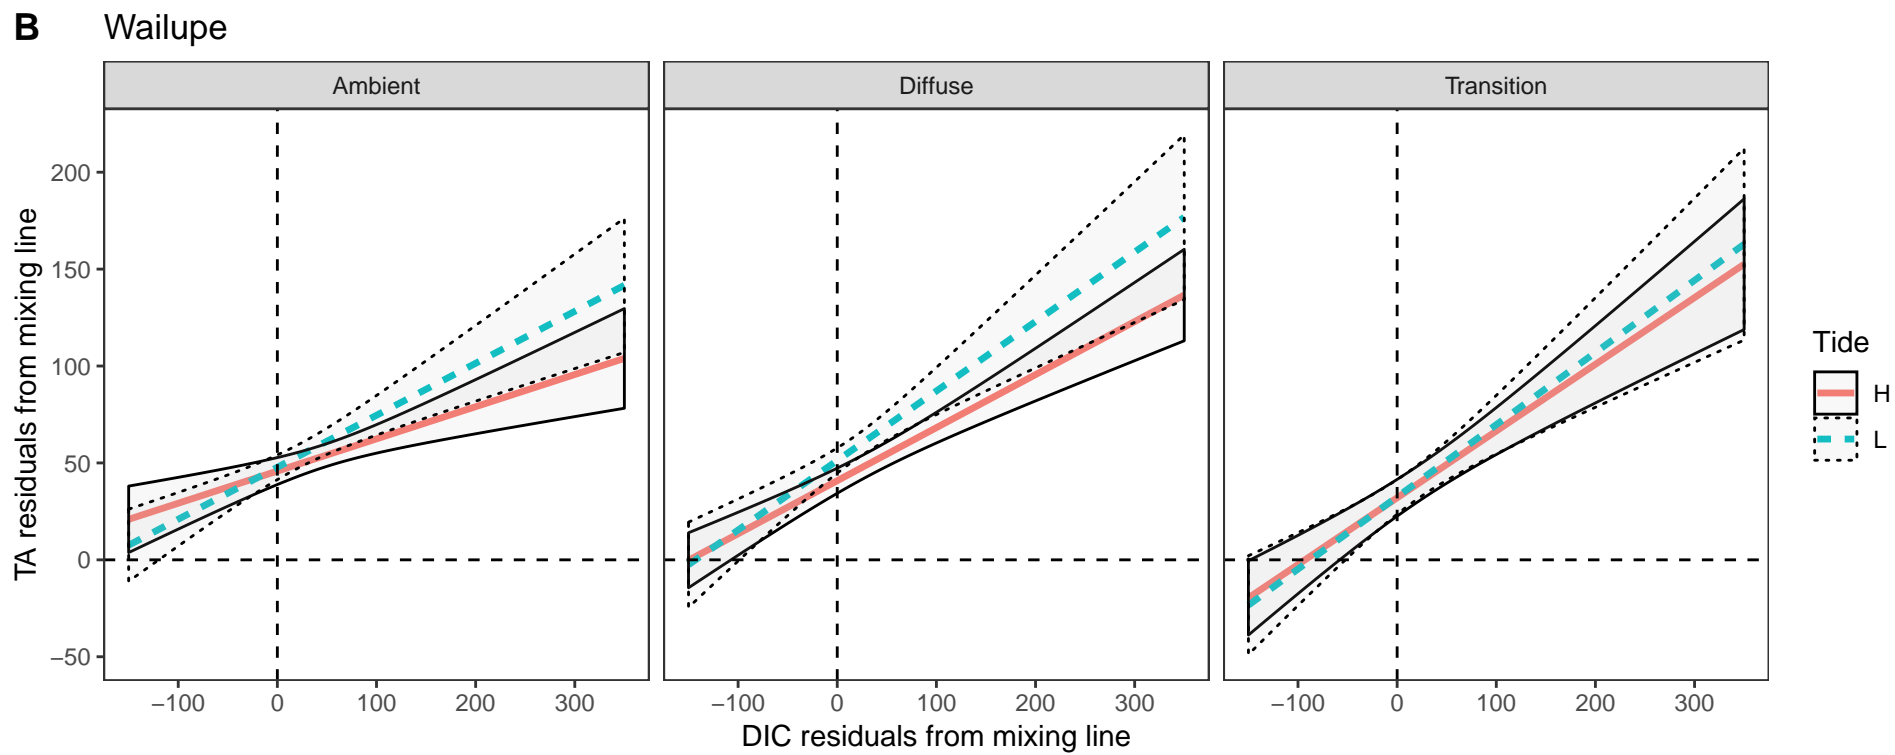 B Wailupe
Ambient Diffuse Transition
TA residuals from mixing line
200
150
100
50
0
−50
−100 0 100 200 300 −100 0 100 200 300 −100 0 100 200 300
DIC residuals from mixing line
Tide
H
L